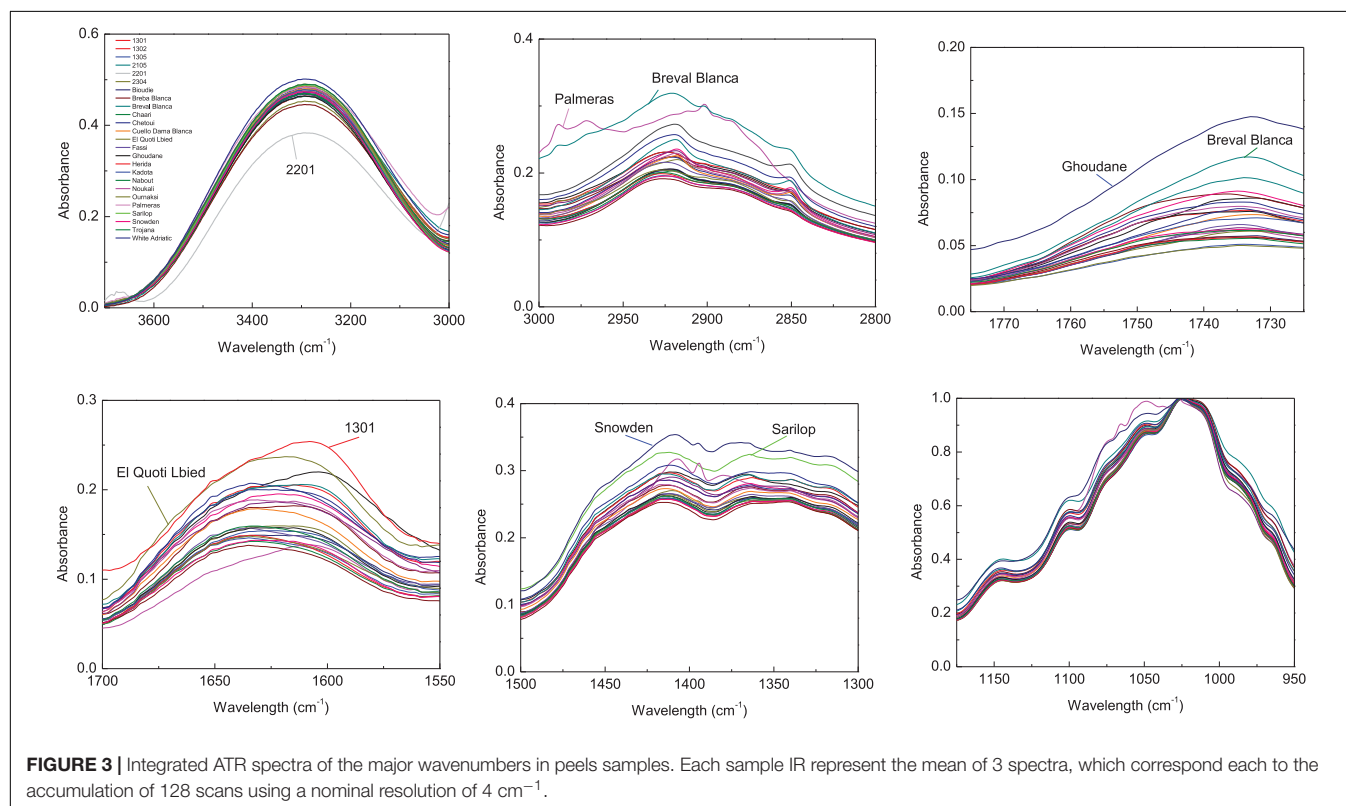 0.6
0.4
0.2
0.0
Absorbance
3600
3400
3200
3000
Wavelength (cm-1)
1301
1302
1305
2105
2201
2304
Bioudie
Breba Blanca
Breval Blanca
Chaari
Chetoui
Cuello Dama Blanca
El Quoti Lbied
Fassi
Ghoudane
Herida
Kadota
Nabout
Noukali
Ournaksi
Palmeras
Sarilop
Snowden
Trojana
White Adriatic
2201
0.4
0.2
0.0
Absorbance
Palmeras
Breval Blanca
3000
2950
2900
2850
2800
Wavelength (cm-1)
0.20
0.15
0.10
0.05
0.00
Absorbance
Ghoudane
Breval Blanca
1770
1760
1750
1740
1730
Wavelength (cm-1)
0.3
0.2
0.1
0.0
Absorbance
El Quoti Lbied
1301
1700
1650
1600
1550
Wavelength (cm-1)
0.4
0.3
0.2
0.1
0.0
Absorbance
Snowden
Sarilop
1500
1450
1400
1350
1300
Wavelength (cm-1)
1.0
0.8
0.6
0.4
0.2
0.0
Absorbance
1150
1100
1050
1000
950
Wavelength (cm-1)
FIGURE 3 | Integrated ATR spectra of the major wavenumbers in peels samples. Each sample IR represent the mean of 3 spectra, which correspond each to the
accumulation of 128 scans using a nominal resolution of 4 cm−1.